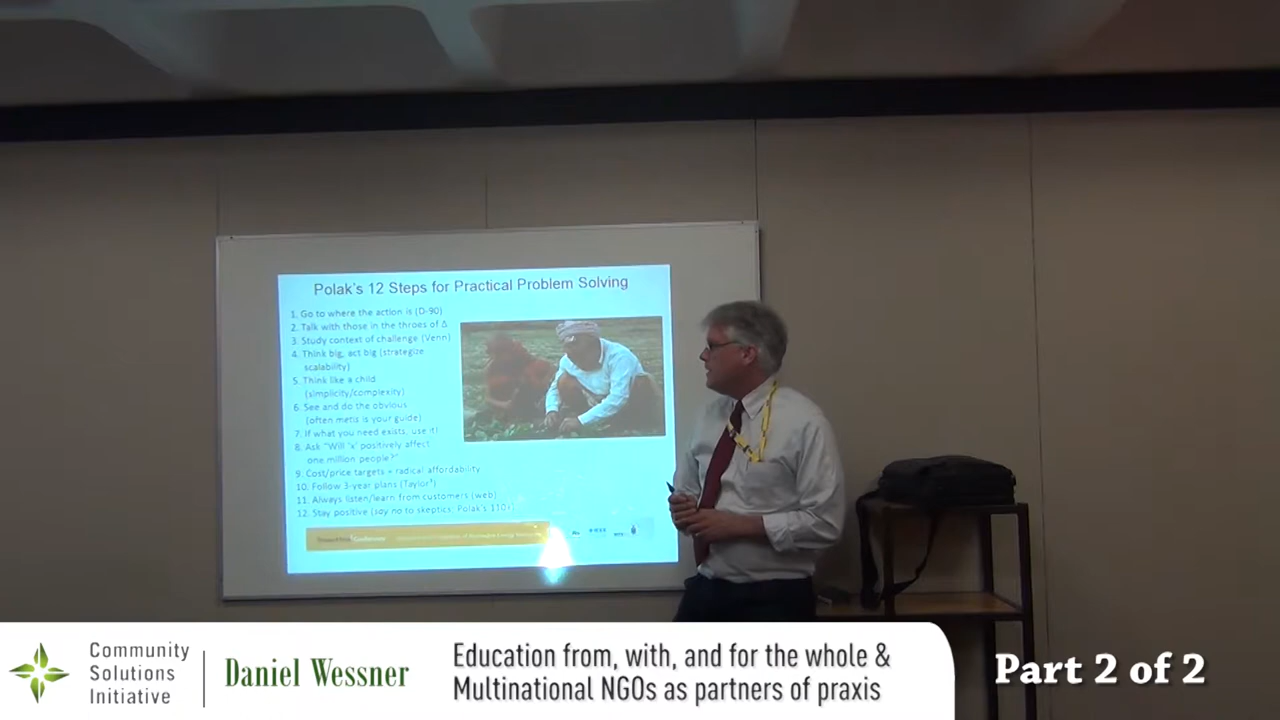 Polak's 12 Steps for Practical Problem Solving
1. Go to where the action is (D-90)
2. Talk with those in the throes of Δ
3. Study context of challenge (Venn)
4. Think big, act big (strategize
scalability)
5. Think like a child
(simplicity/complexity)
6. See and do the obvious
(often metis is your guide)
7. If what you need exists, use it!
8. Ask "Will 'x' positively affect
one million people?"
9. Cost/price targets = radical affordability
10. Follow 3-year plans (Taylor³)
11. Always listen/learn from customers (web)
12. Stay positive (say no to skeptics: Polak's 110x)
Community
Solutions
Initiative
Daniel Wessner
Education from, with, and for the whole &
Multinational NGOs as partners of praxis
Part 2 of 2